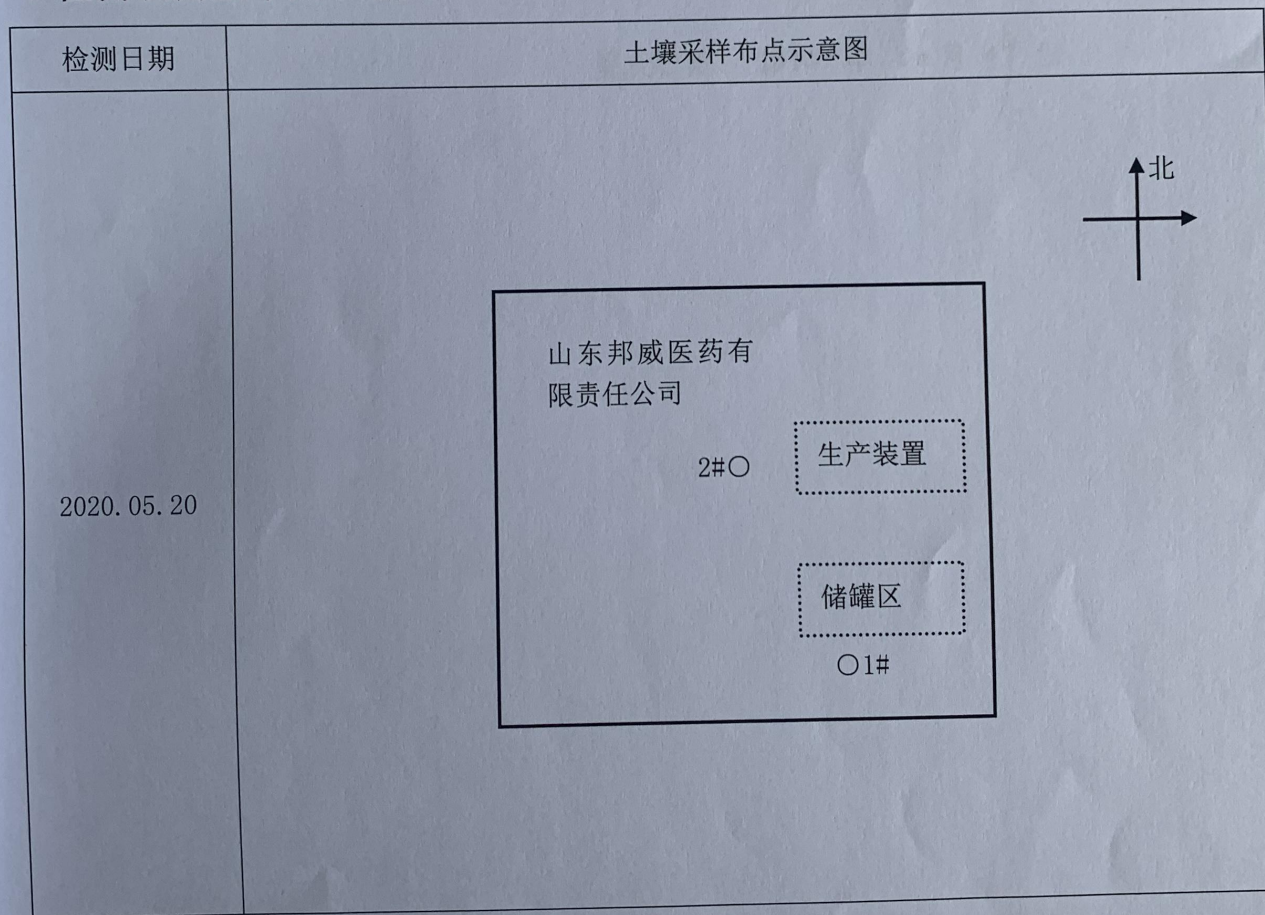 检测日期
土壤采样布点示意图
北
山东邦威医药有
限责任公司
生产装置
2#○
2020.05.20
储罐区
○1#